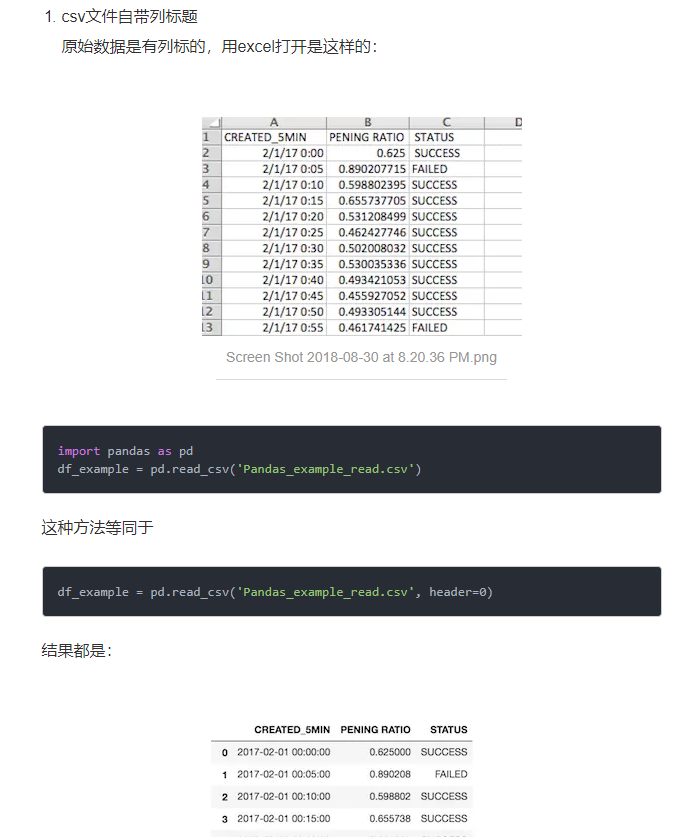 1. csv文件自带列标题
原始数据是有列标的，用excel打开是这样的：
A B C D
1 CREATED_5MIN PENING RATIO STATUS
2 2/1/17 0:00 0.625 SUCCESS
3 2/1/17 0:05 0.890207715 FAILED
4 2/1/17 0:10 0.598802395 SUCCESS
5 2/1/17 0:15 0.655737705 SUCCESS
6 2/1/17 0:20 0.531208499 SUCCESS
7 2/1/17 0:25 0.462427746 SUCCESS
8 2/1/17 0:30 0.502008032 SUCCESS
9 2/1/17 0:35 0.530035336 SUCCESS
10 2/1/17 0:40 0.493421053 SUCCESS
11 2/1/17 0:45 0.455927052 SUCCESS
12 2/1/17 0:50 0.493305144 SUCCESS
13 2/1/17 0:55 0.461741425 FAILED
Screen Shot 2018-08-30 at 8.20.36 PM.png
import pandas as pd
df_example = pd.read_csv('Pandas_example_read.csv')
这种方法等同于
df_example = pd.read_csv('Pandas_example_read.csv', header=0)
结果都是：
CREATED_5MIN PENING RATIO STATUS
0 2017-02-01 00:00:00 0.625000 SUCCESS
1 2017-02-01 00:05:00 0.890208 FAILED
2 2017-02-01 00:10:00 0.598802 SUCCESS
3 2017-02-01 00:15:00 0.655738 SUCCESS